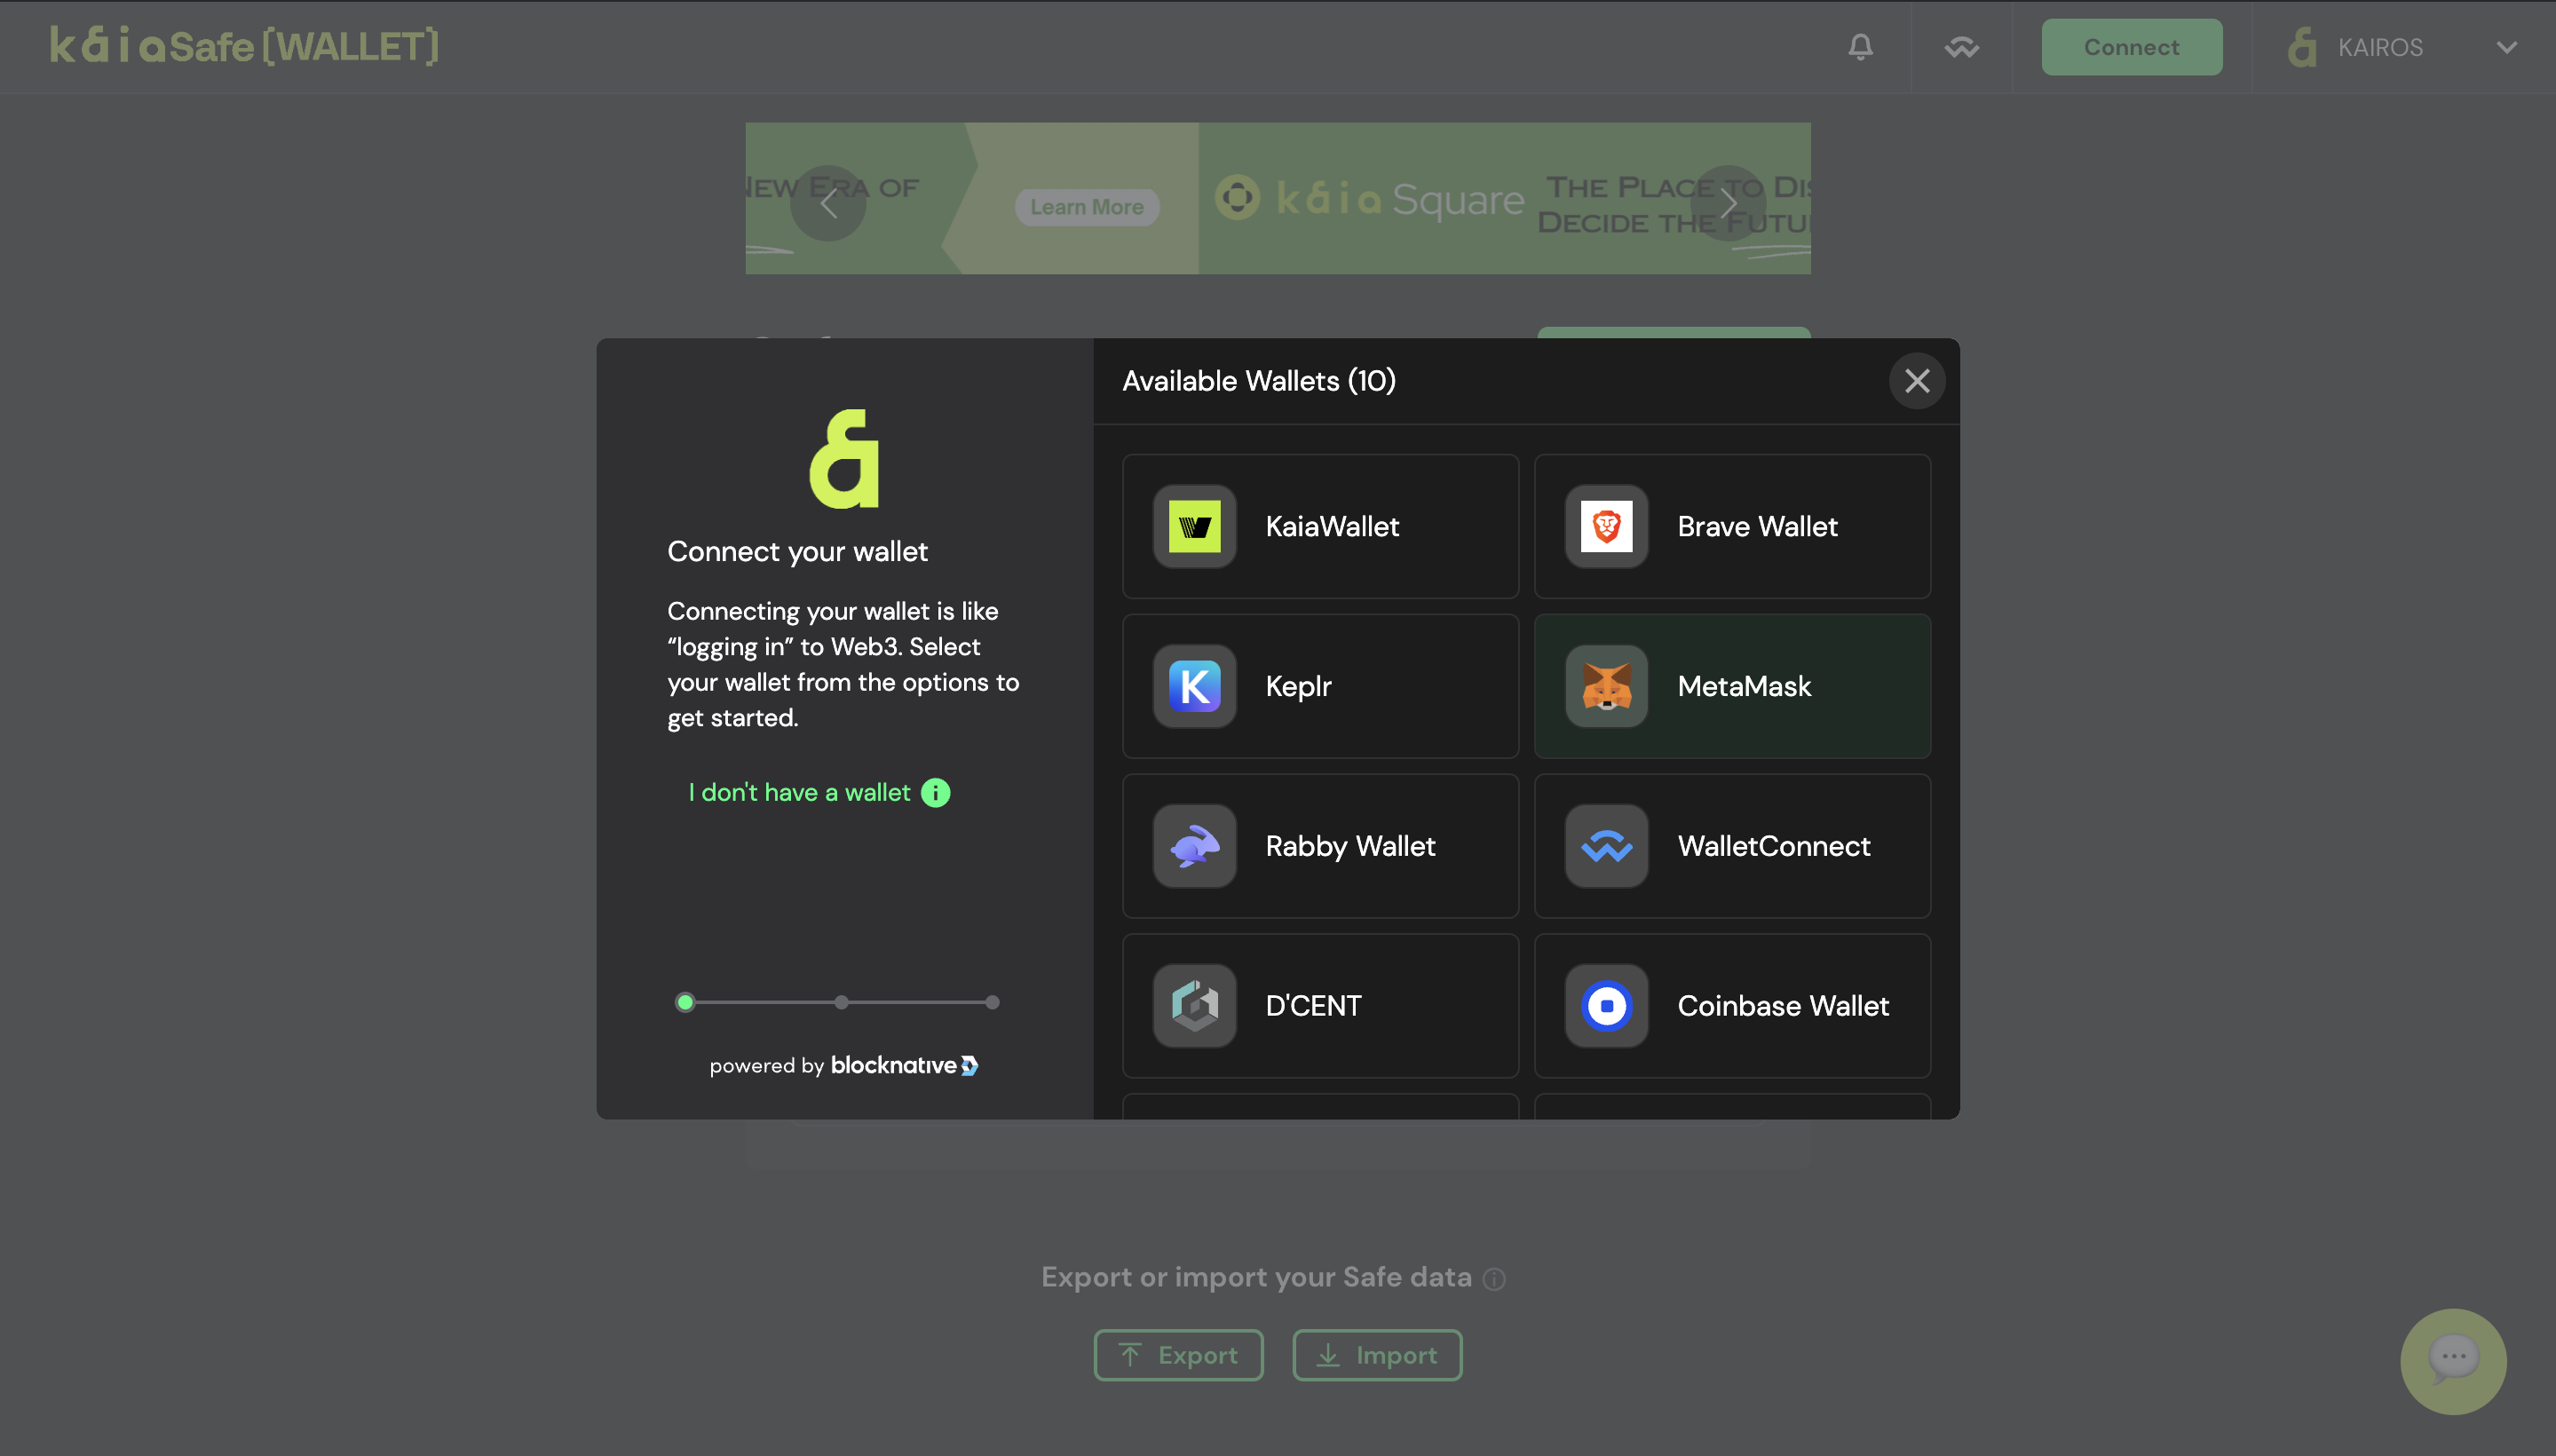 kaia Safe {WALLET}
Connect
KAIROS
New Era of
Learn More
kaia Square
The Place to
Decide the
Available Wallets (10)
Connect your wallet
Connecting your wallet is like
“logging in” to Web3. Select
your wallet from the options to
get started.
I don't have a wallet
powered by blocknative
KaiaWallet
Brave Wallet
Keplr
MetaMask
Rabby Wallet
WalletConnect
D'CENT
Coinbase Wallet
Export or import your Safe data
Export
Import